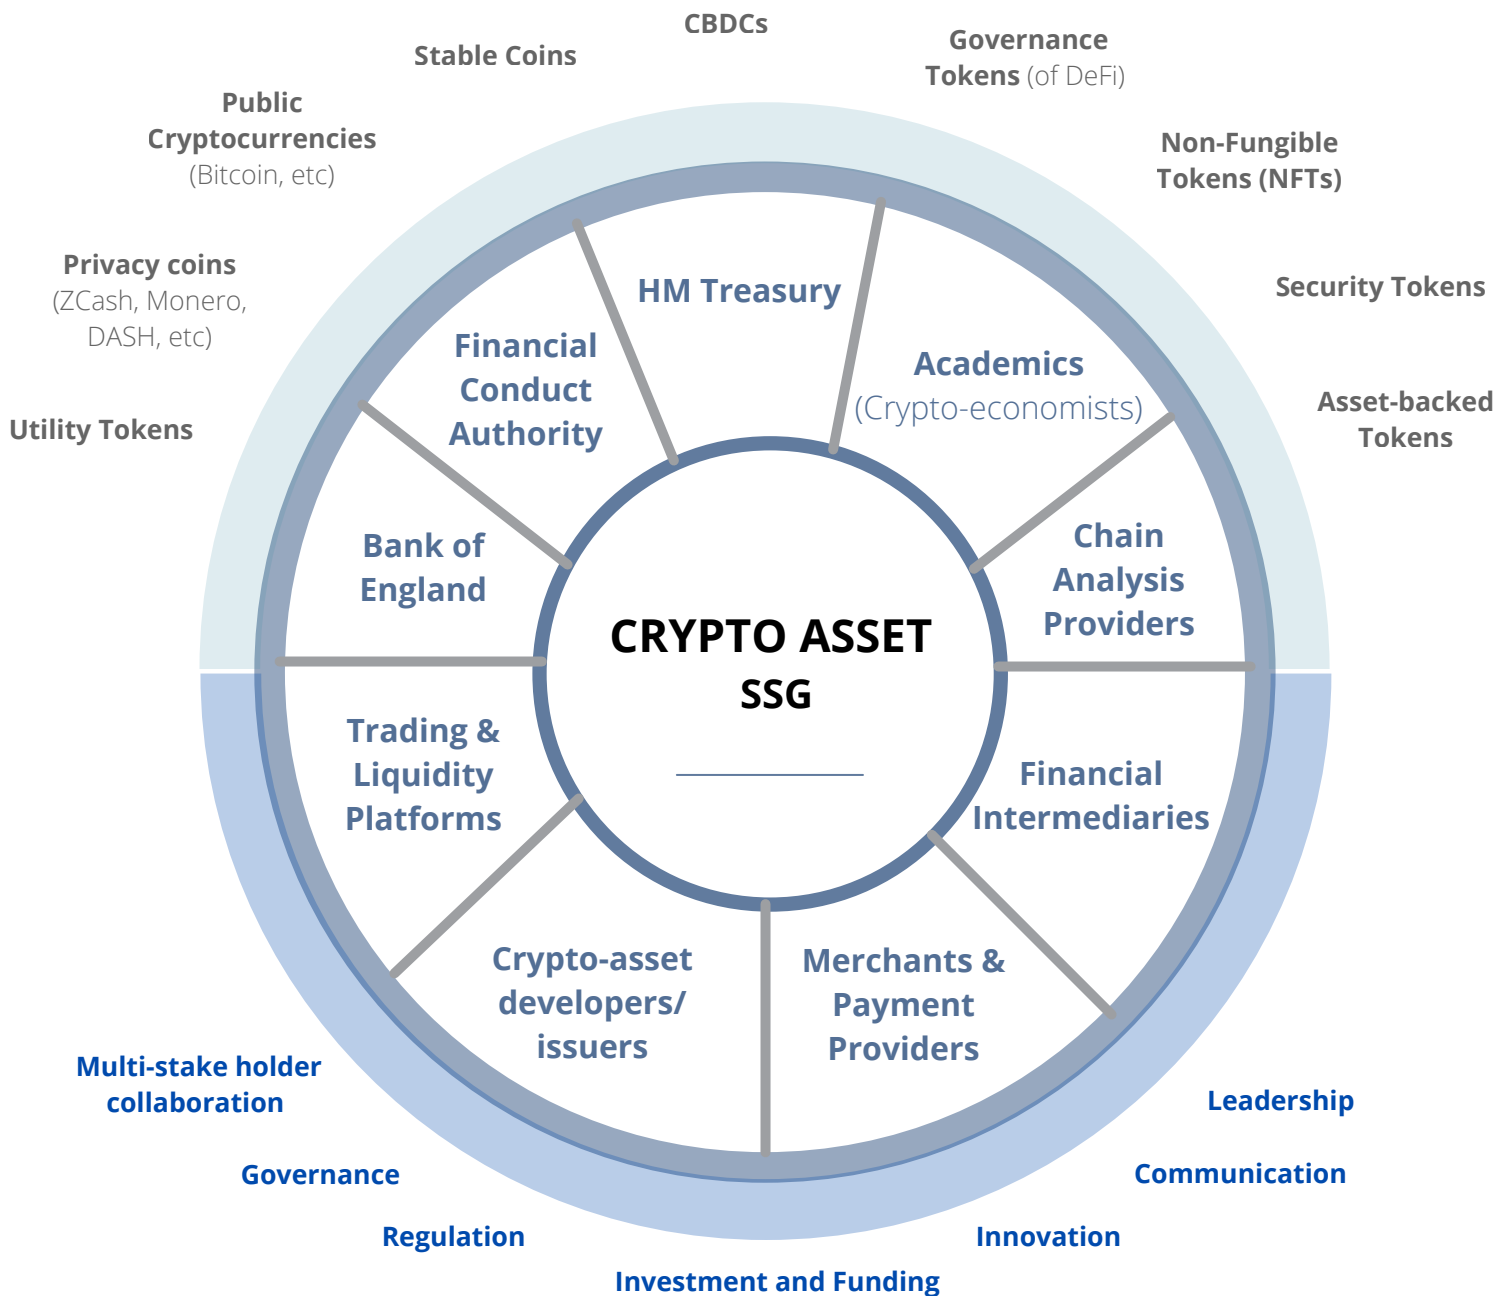 CBDCs
Stable Coins
Governance
Tokens (of DeFi)
Public
Cryptocurrencies
(Bitcoin, etc)
Non-Fungible
Tokens (NFTs)
Privacy coins
(ZCash, Monero,
DASH, etc)
Security Tokens
Utility Tokens
Asset-backed
Tokens
HM Treasury
Financial
Conduct
Authority
Academics
(Crypto-economists)
Bank of
England
Chain
Analysis
Providers
CRYPTO ASSET
SSG
Trading &
Liquidity
Platforms
Financial
Intermediaries
Crypto-asset
developers/
issuers
Merchants &
Payment
Providers
Multi-stake holder
collaboration
Governance
Regulation
Investment and Funding
Innovation
Communication
Leadership